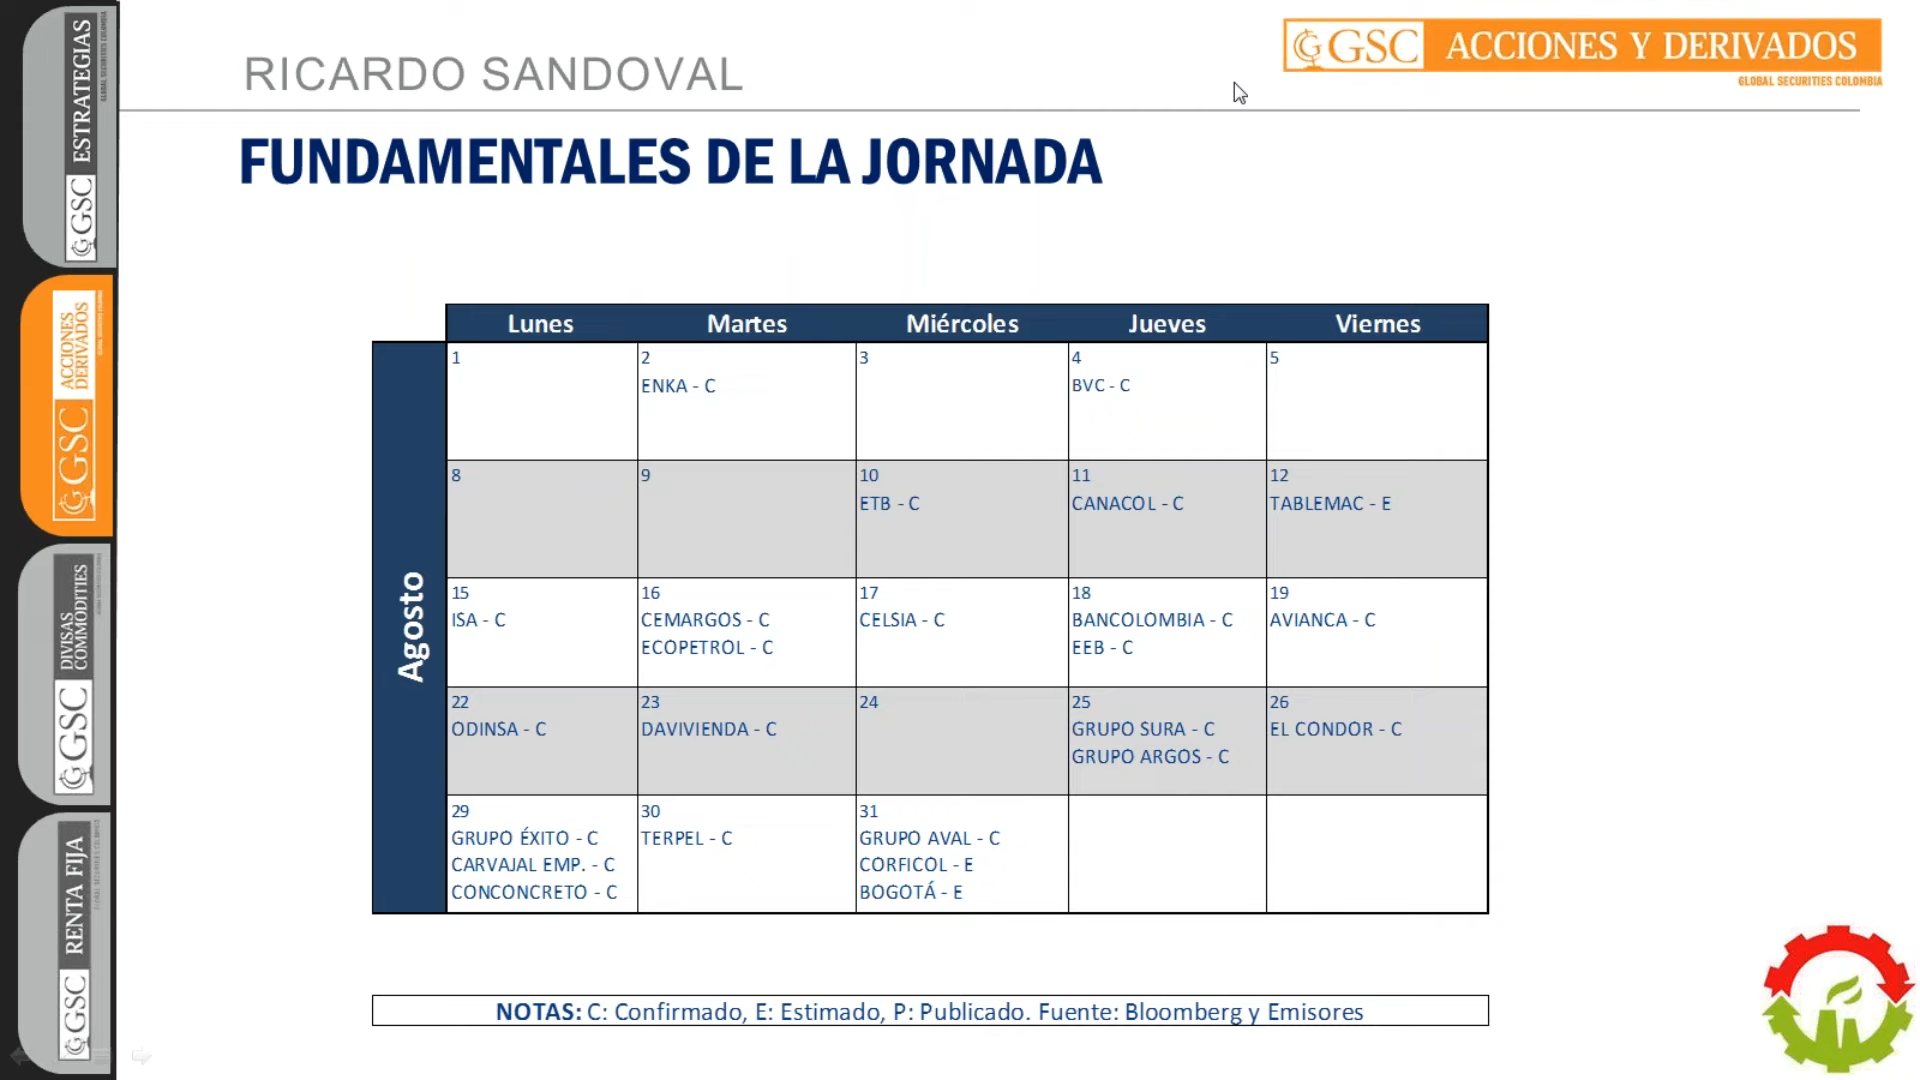 RICARDO SANDOVAL
GSC ACCIONES Y DERIVADOS
GLOBAL SECURITIES COLOMBIA
FUNDAMENTALES DE LA JORNADA
GSC ESTRATEGIAS
GSC ACCIONES
DERIVADOS
GSC DIVISAS
COMMODITIES
GSC RENTA FIJA
Lunes Martes Miércoles Jueves Viernes
Agosto
1 2 3 4 5
ENKA - C BVC - C
8 9 10 11 12
ETB - C CANACOL - C TABLEMAC - E
15 16 17 18 19
ISA - C CEMARGOS - C CELSIA - C BANCOLOMBIA - C AVIANCA - C
ECOPETROL - C EEB - C
22 23 24 25 26
ODINSA - C DAVIVIENDA - C GRUPO SURA - C EL CONDOR - C
GRUPO ARGOS - C
29 30 31
GRUPO ÉXITO - C TERPEL - C GRUPO AVAL - C
CARVAJAL EMP. - C CORFICOL - E
CONCONCRETO - C BOGOTÁ - E
NOTAS: C: Confirmado, E: Estimado, P: Publicado. Fuente: Bloomberg y Emisores